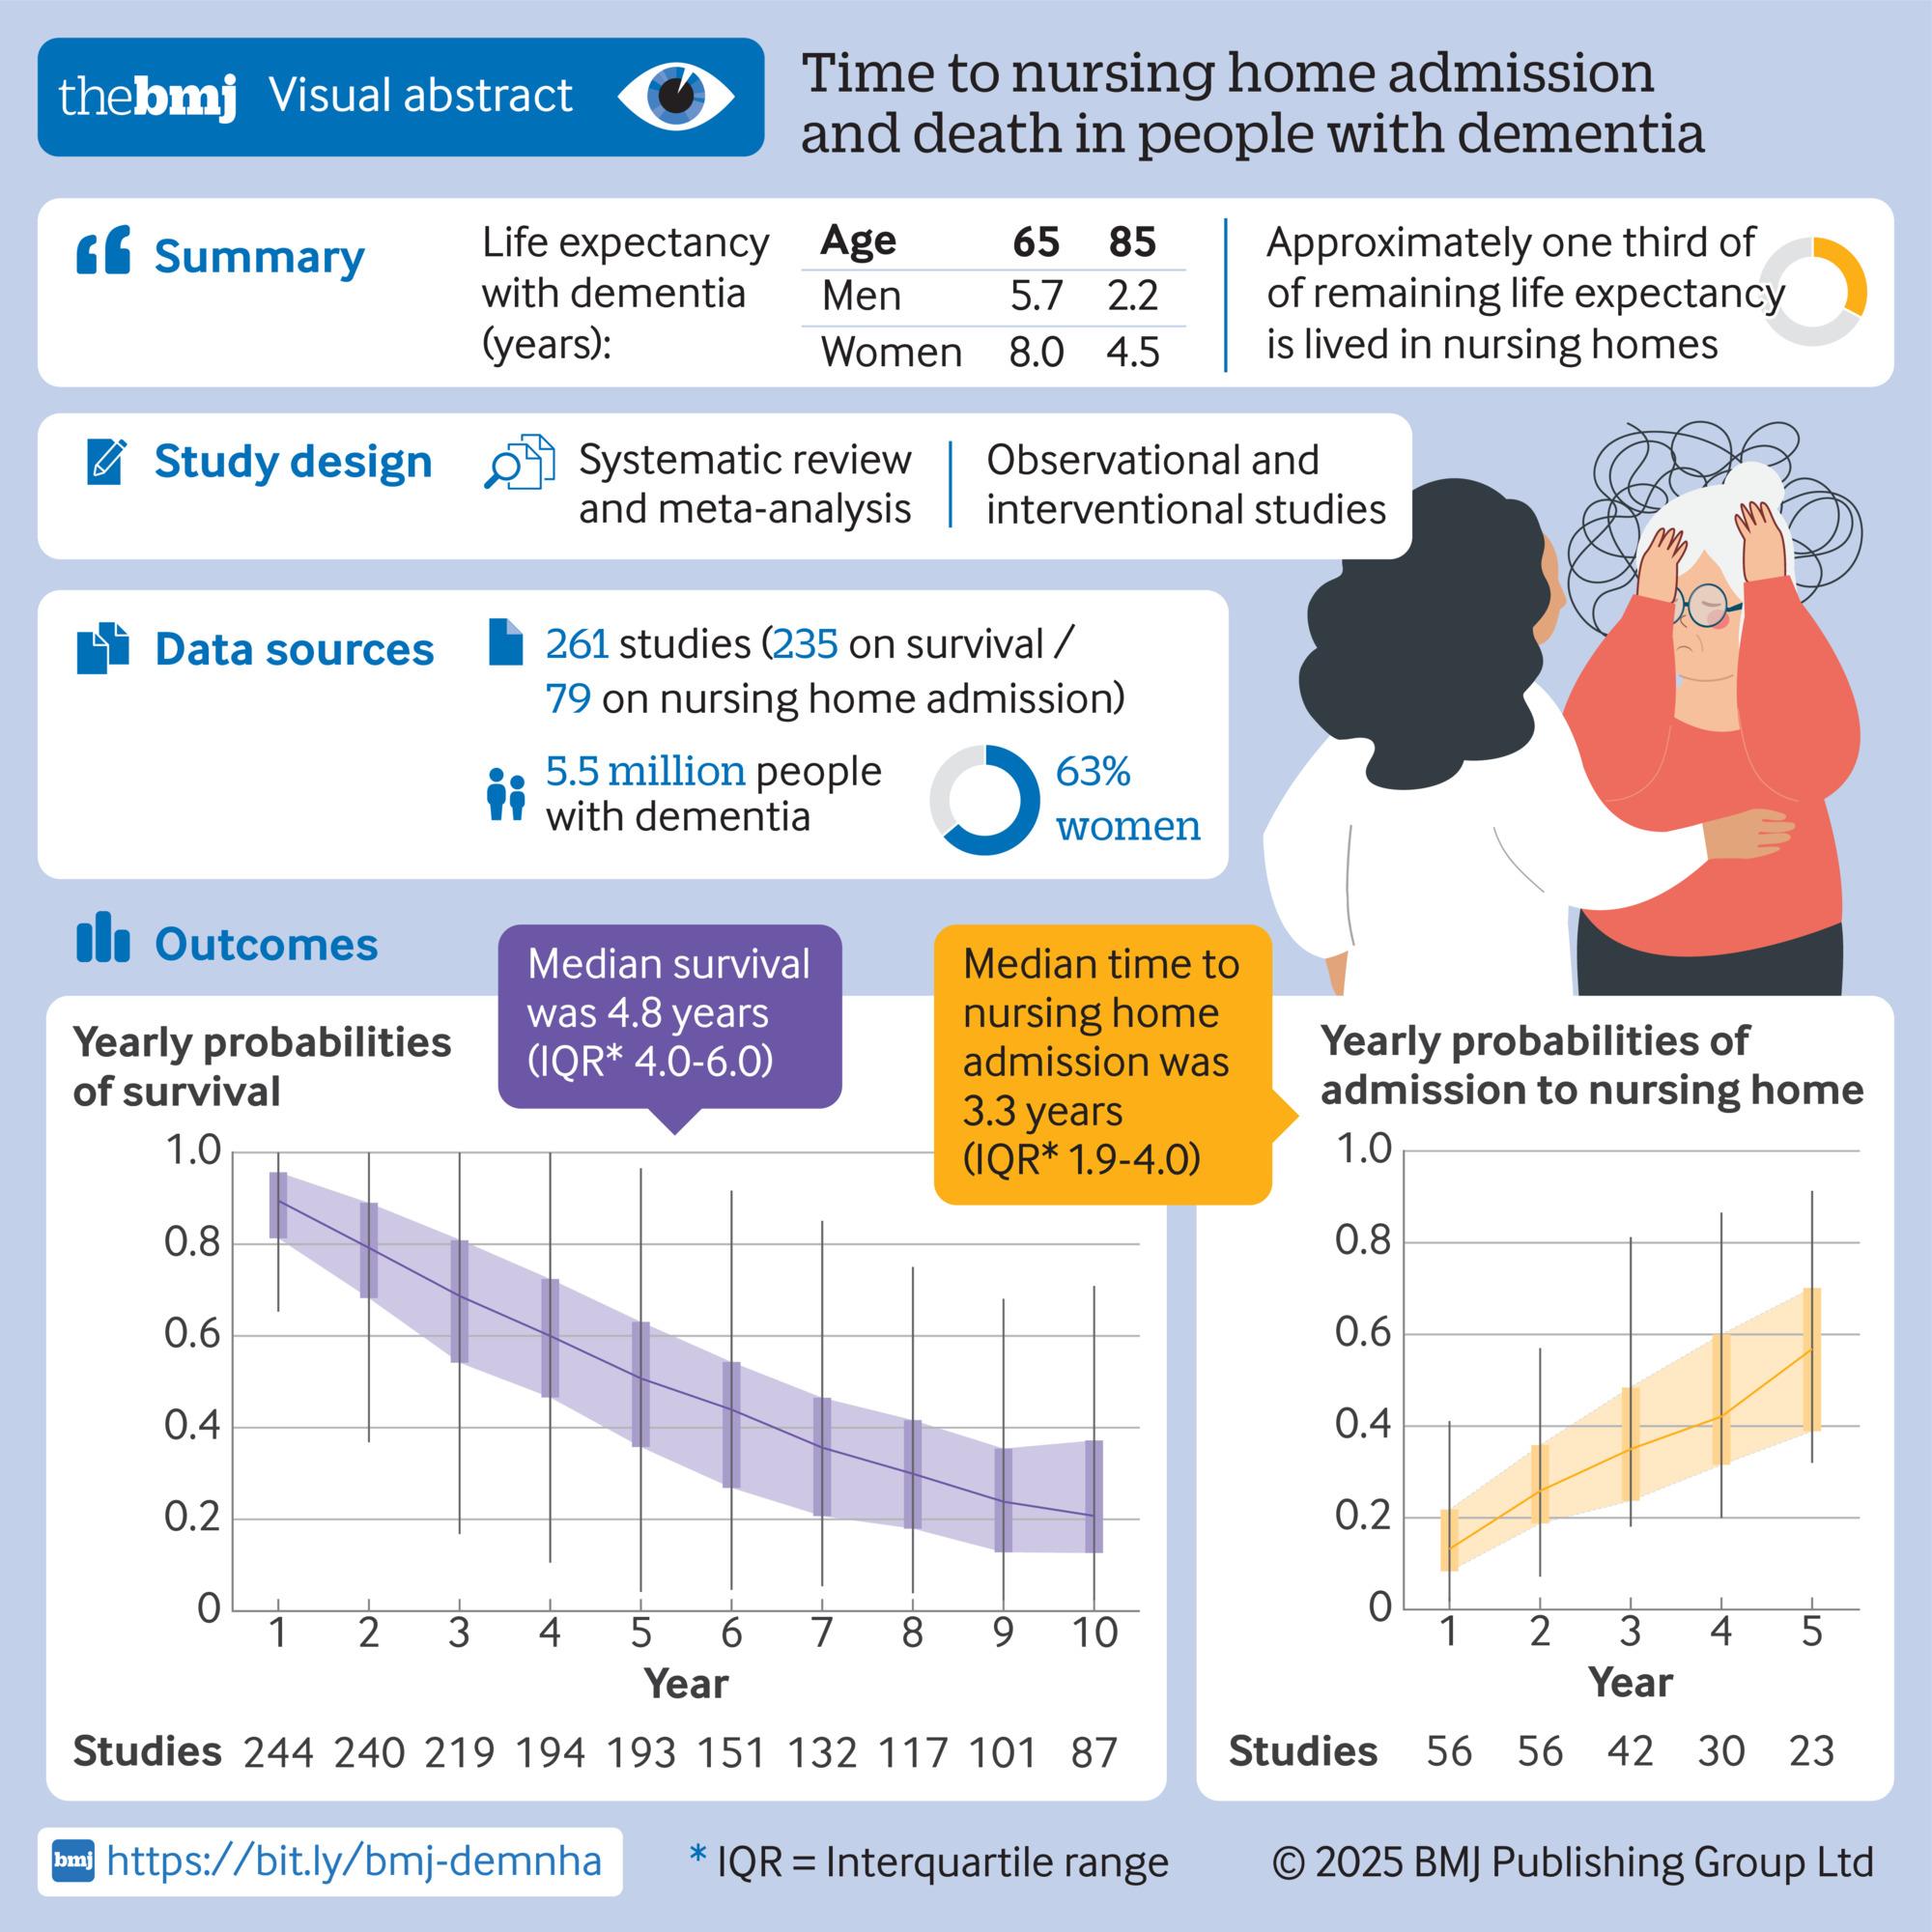 thebmj Visual abstract
Time to nursing home admission
and death in people with dementia
Summary
Life expectancy
with dementia
(years):
Age 65 85
Men 5.7 2.2
Women 8.0 4.5
Approximately one third of
of remaining life expectancy
is lived in nursing homes
Study design
Systematic review
and meta-analysis
Observational and
interventional studies
Data sources
261 studies (235 on survival /
79 on nursing home admission)
5.5 million people
with dementia
63%
women
Outcomes
Median survival
was 4.8 years
(IQR* 4.0-6.0)
Median time to
nursing home
admission was
3.3 years
(IQR* 1.9-4.0)
Yearly probabilities
of survival
1.0
0.8
0.6
0.4
0.2
0
1 2 3 4 5 6 7 8 9 10
Year
Studies 244 240 219 194 193 151 132 117 101 87
Yearly probabilities of
admission to nursing home
1.0
0.8
0.6
0.4
0.2
0
1 2 3 4 5
Year
Studies 56 56 42 30 23
bmj https://bit.ly/bmj-demnha
* IQR = Interquartile range
© 2025 BMJ Publishing Group Ltd